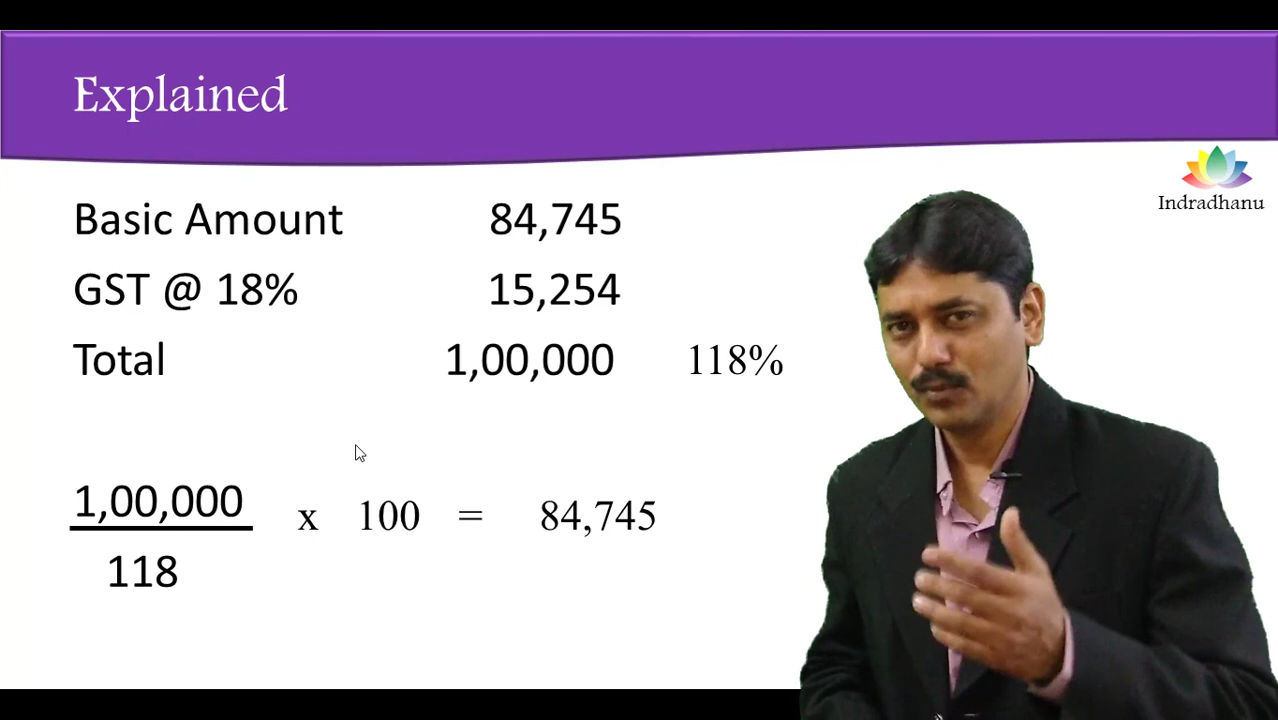 Explained
Indradhanu
Basic Amount 84,745
GST @ 18% 15,254
Total 1,00,000 118%
1,00,000
x 100 = 84,745
118